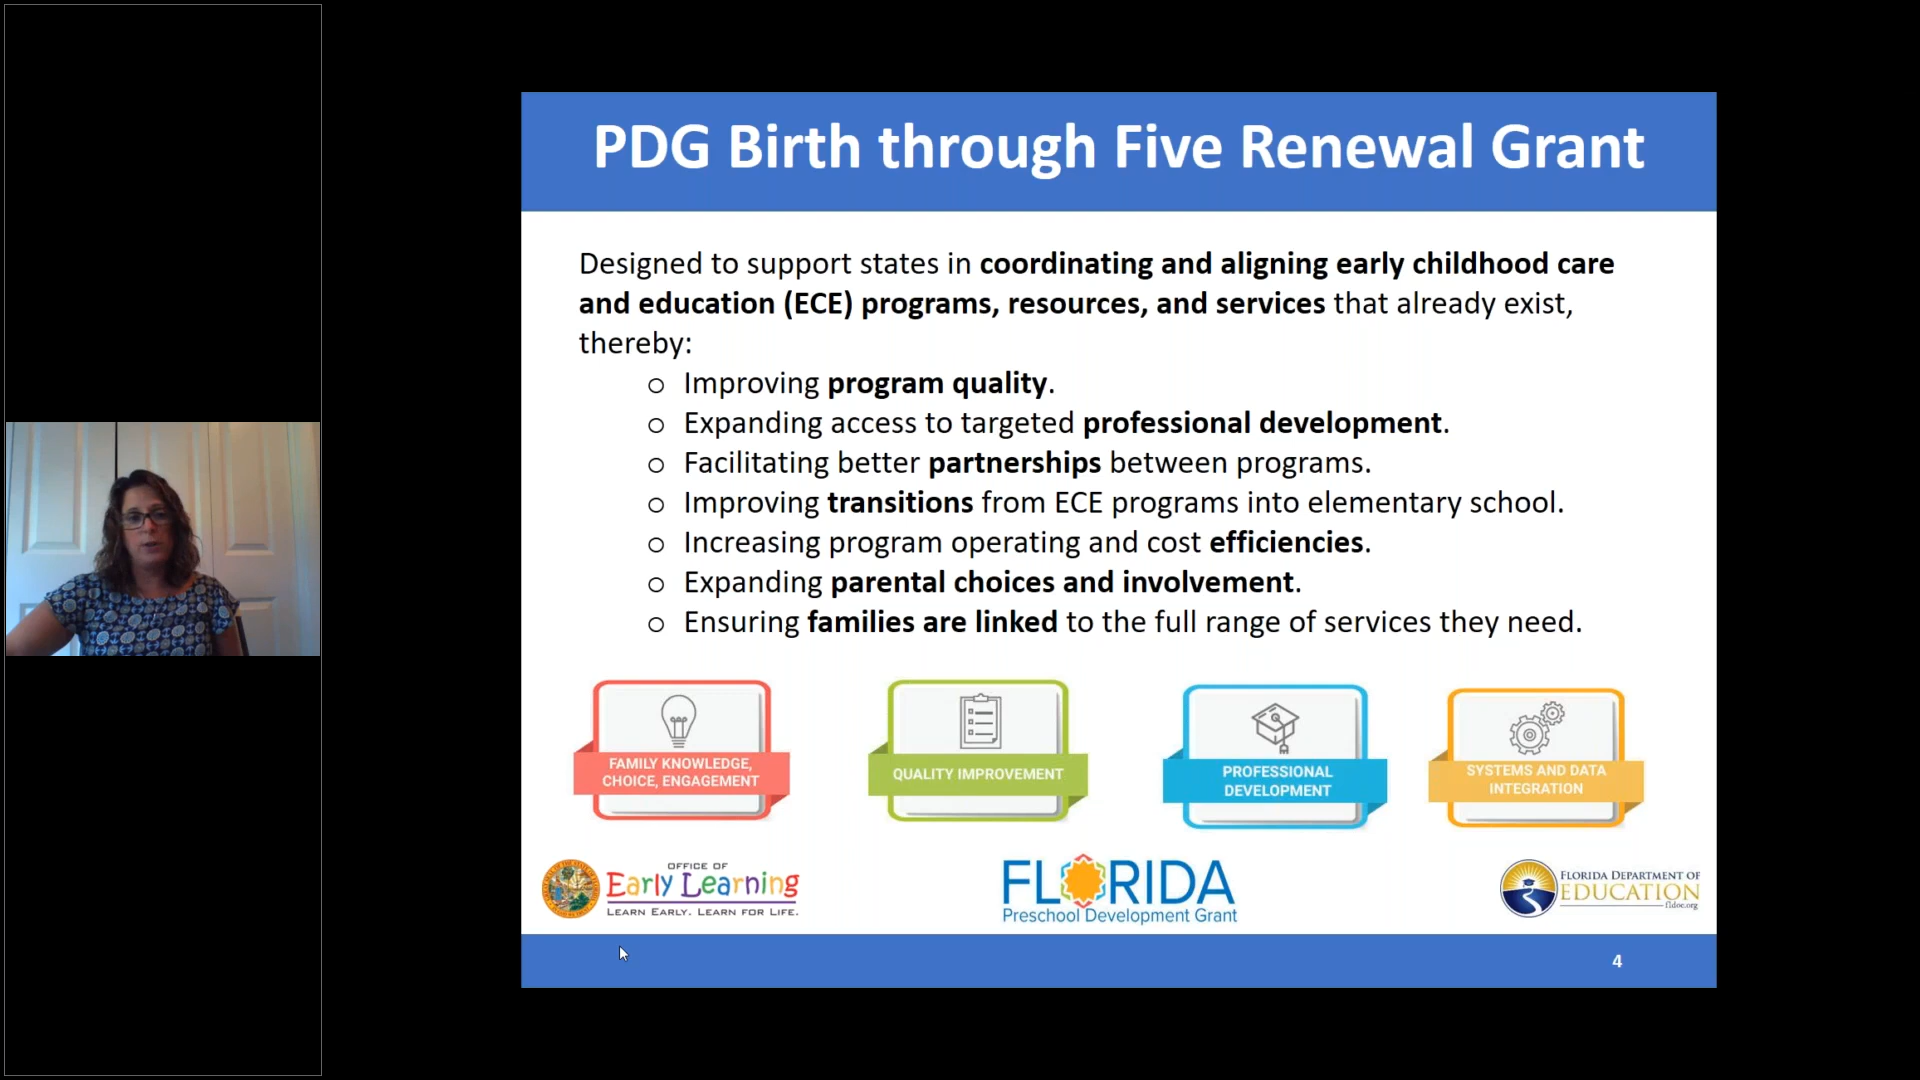 PDG Birth through Five Renewal Grant
Designed to support states in coordinating and aligning early childhood care
and education (ECE) programs, resources, and services that already exist,
thereby:
o Improving program quality.
o Expanding access to targeted professional development.
o Facilitating better partnerships between programs.
o Improving transitions from ECE programs into elementary school.
o Increasing program operating and cost efficiencies.
o Expanding parental choices and involvement.
o Ensuring families are linked to the full range of services they need.
FAMILY KNOWLEDGE,
CHOICE, ENGAGEMENT
QUALITY IMPROVEMENT
PROFESSIONAL
DEVELOPMENT
SYSTEMS AND DATA
INTEGRATION
OFFICE OF
Early Learning
LEARN EARLY. LEARN FOR LIFE.
FLORIDA
Preschool Development Grant
FLORIDA DEPARTMENT OF
EDUCATION
fldoe.org
4